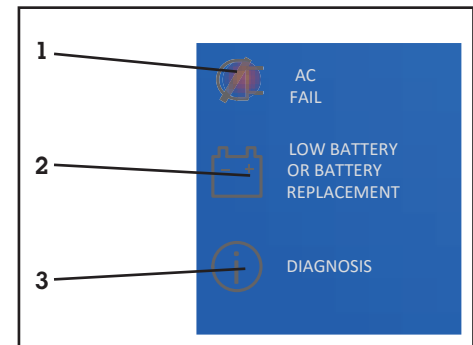 1
AC
FAIL
2
LOW BATTERY
OR BATTERY
REPLACEMENT
3
DIAGNOSIS